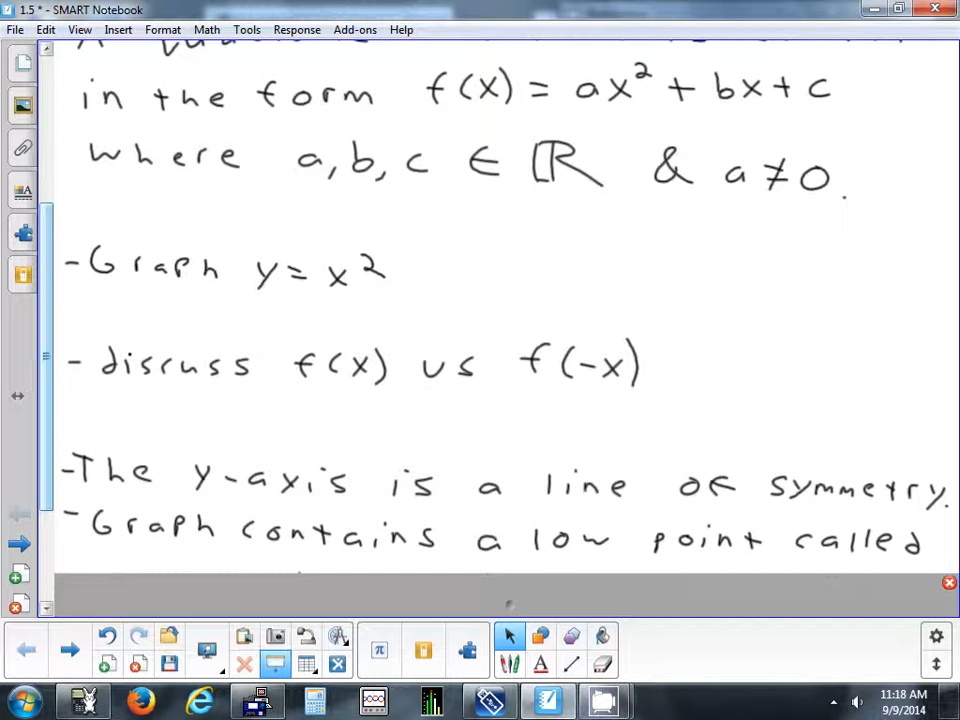 1.5 * - SMART Notebook
File Edit View Insert Format Math Tools Response Add-ons Help
in the form f(x) = ax² + bx + c
where a, b, c ∈ ℝ & a ≠ 0.
- Graph y = x²
- discuss f(x) vs f(-x)
- The y-axis is a line of symmetry.
- Graph contains a low point called
11:18 AM
9/9/2014